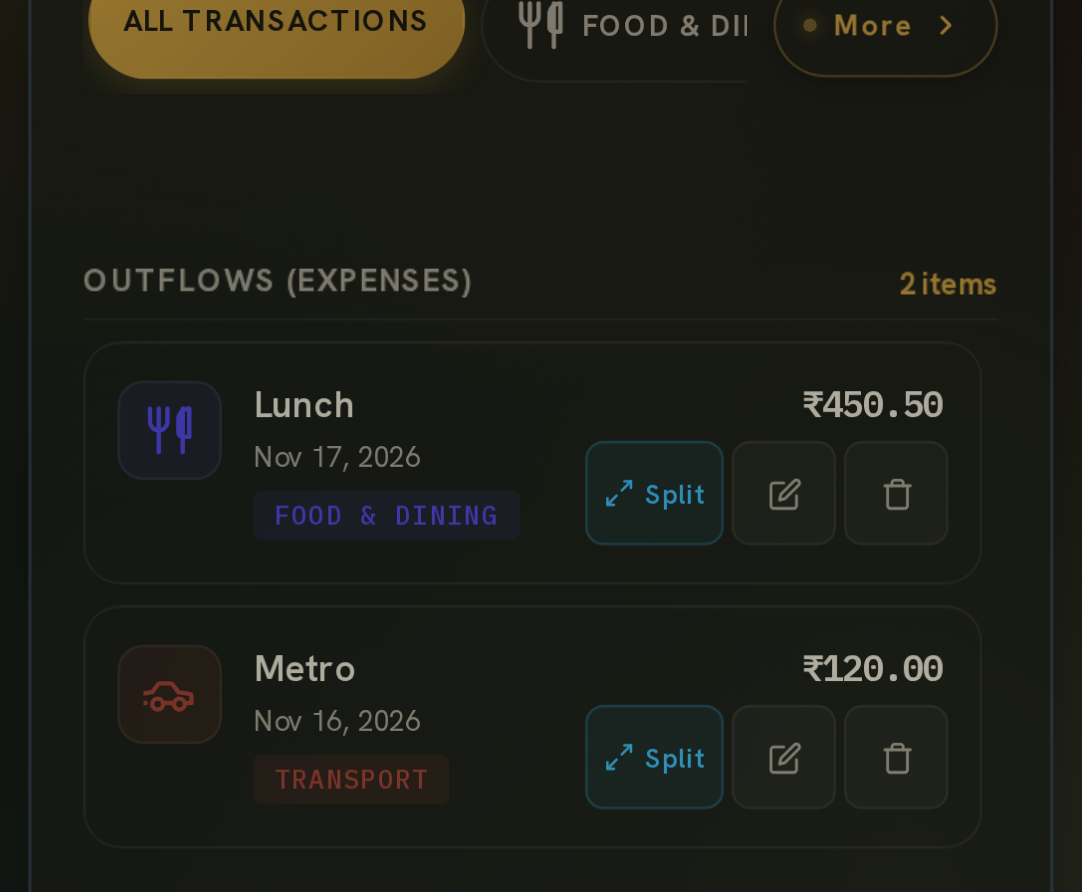 ALL TRANSACTIONS
FOOD &
More
OUTFLOWS (EXPENSES)
2 items
Lunch
₹450.50
Nov 17, 2026
Split
FOOD & DINING
Metro
₹120.00
Nov 16, 2026
Split
TRANSPORT